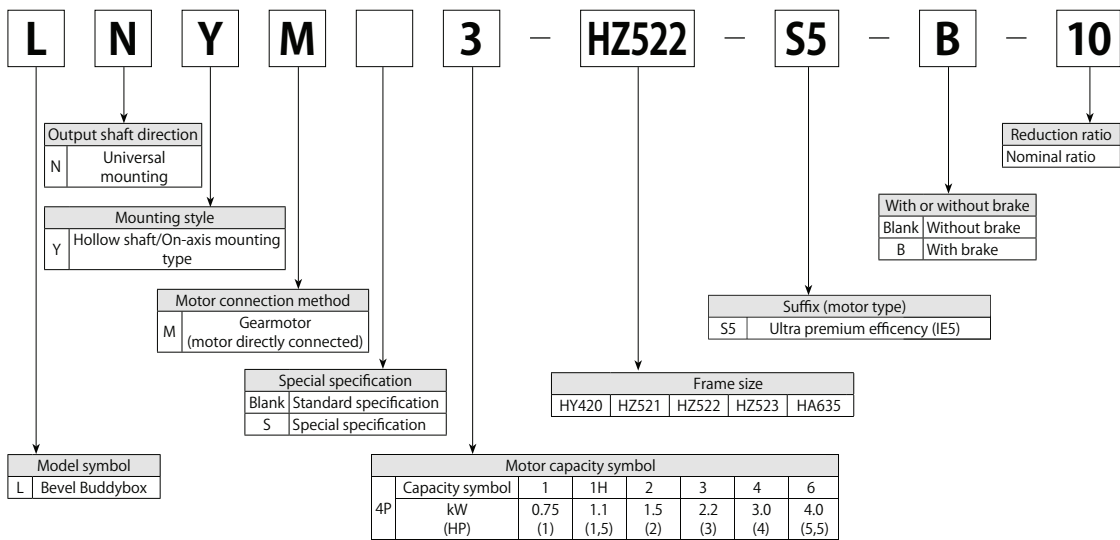 L N Y M 3 – HZ522 – S5 – B – 10
Output shaft direction
N Universal
mounting
Reduction ratio
Nominal ratio
Mounting style
Y Hollow shaft/On-axis mounting
type
With or without brake
Blank Without brake
B With brake
Motor connection method
M Gearmotor
(motor directly connected)
Suffix (motor type)
S5 Ultra premium efficency (IE5)
Special specification
Blank Standard specification
S Special specification
Frame size
HY420 HZ521 HZ522 HZ523 HA635
Model symbol
L Bevel Buddybox
Motor capacity symbol
4P Capacity symbol 1 1H 2 3 4 6
kW 0.75 1.1 1.5 2.2 3.0 4.0
(HP) (1) (1,5) (2) (3) (4) (5,5)